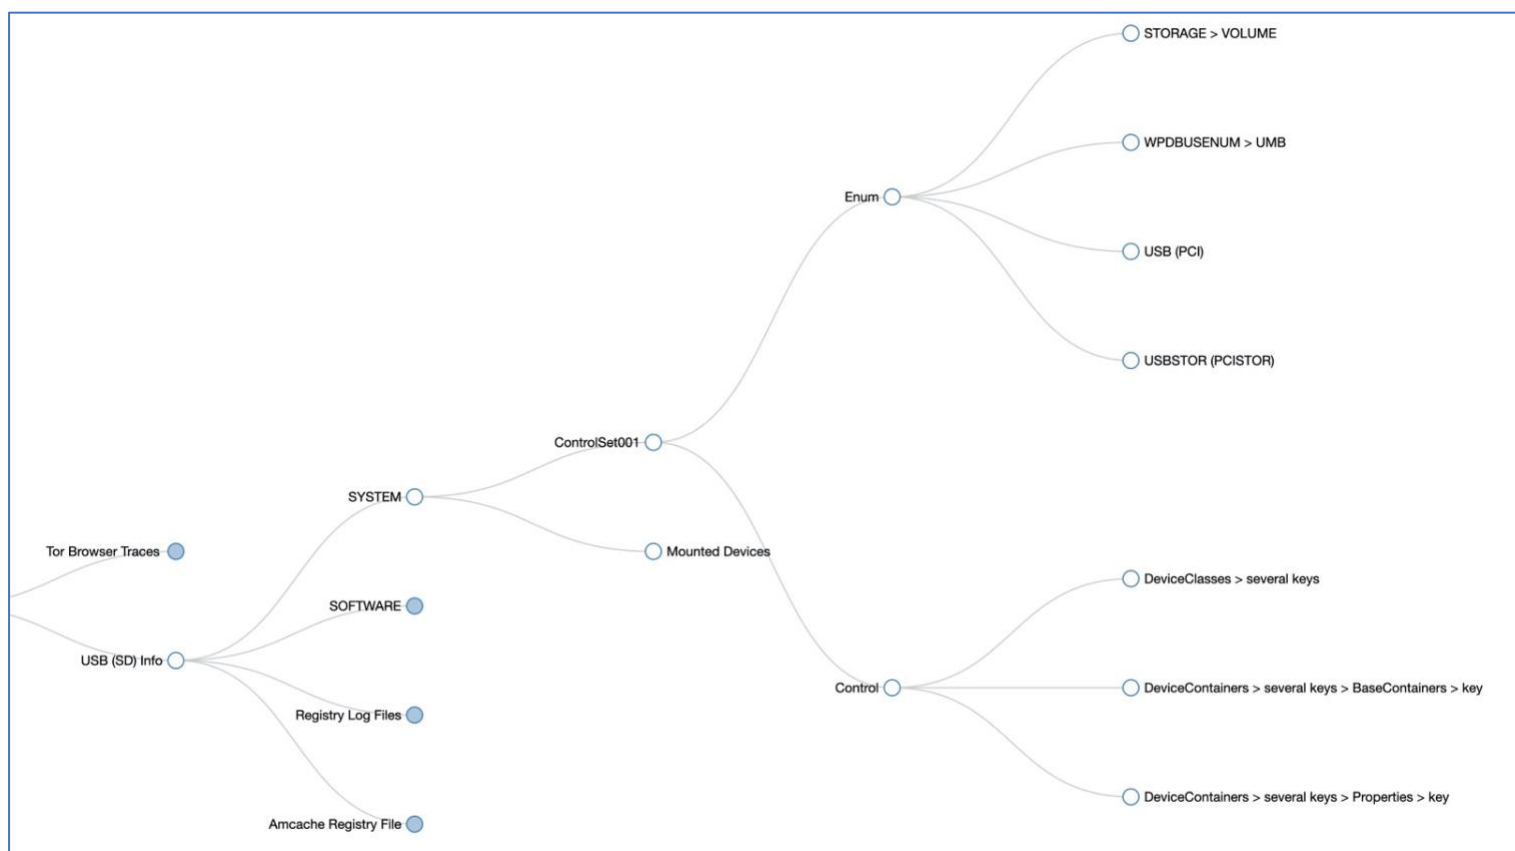 STORAGE > VOLUME
WPDBUSENUM > UMB
Enum
USB (PCI)
USBSTOR (PCISTOR)
ControlSet001
SYSTEM
Tor Browser Traces
Mounted Devices
DeviceClasses > several keys
SOFTWARE
USB (SD) Info
Control
DeviceContainers > several keys > BaseContainers > key
Registry Log Files
DeviceContainers > several keys > Properties > key
Amcache Registry File